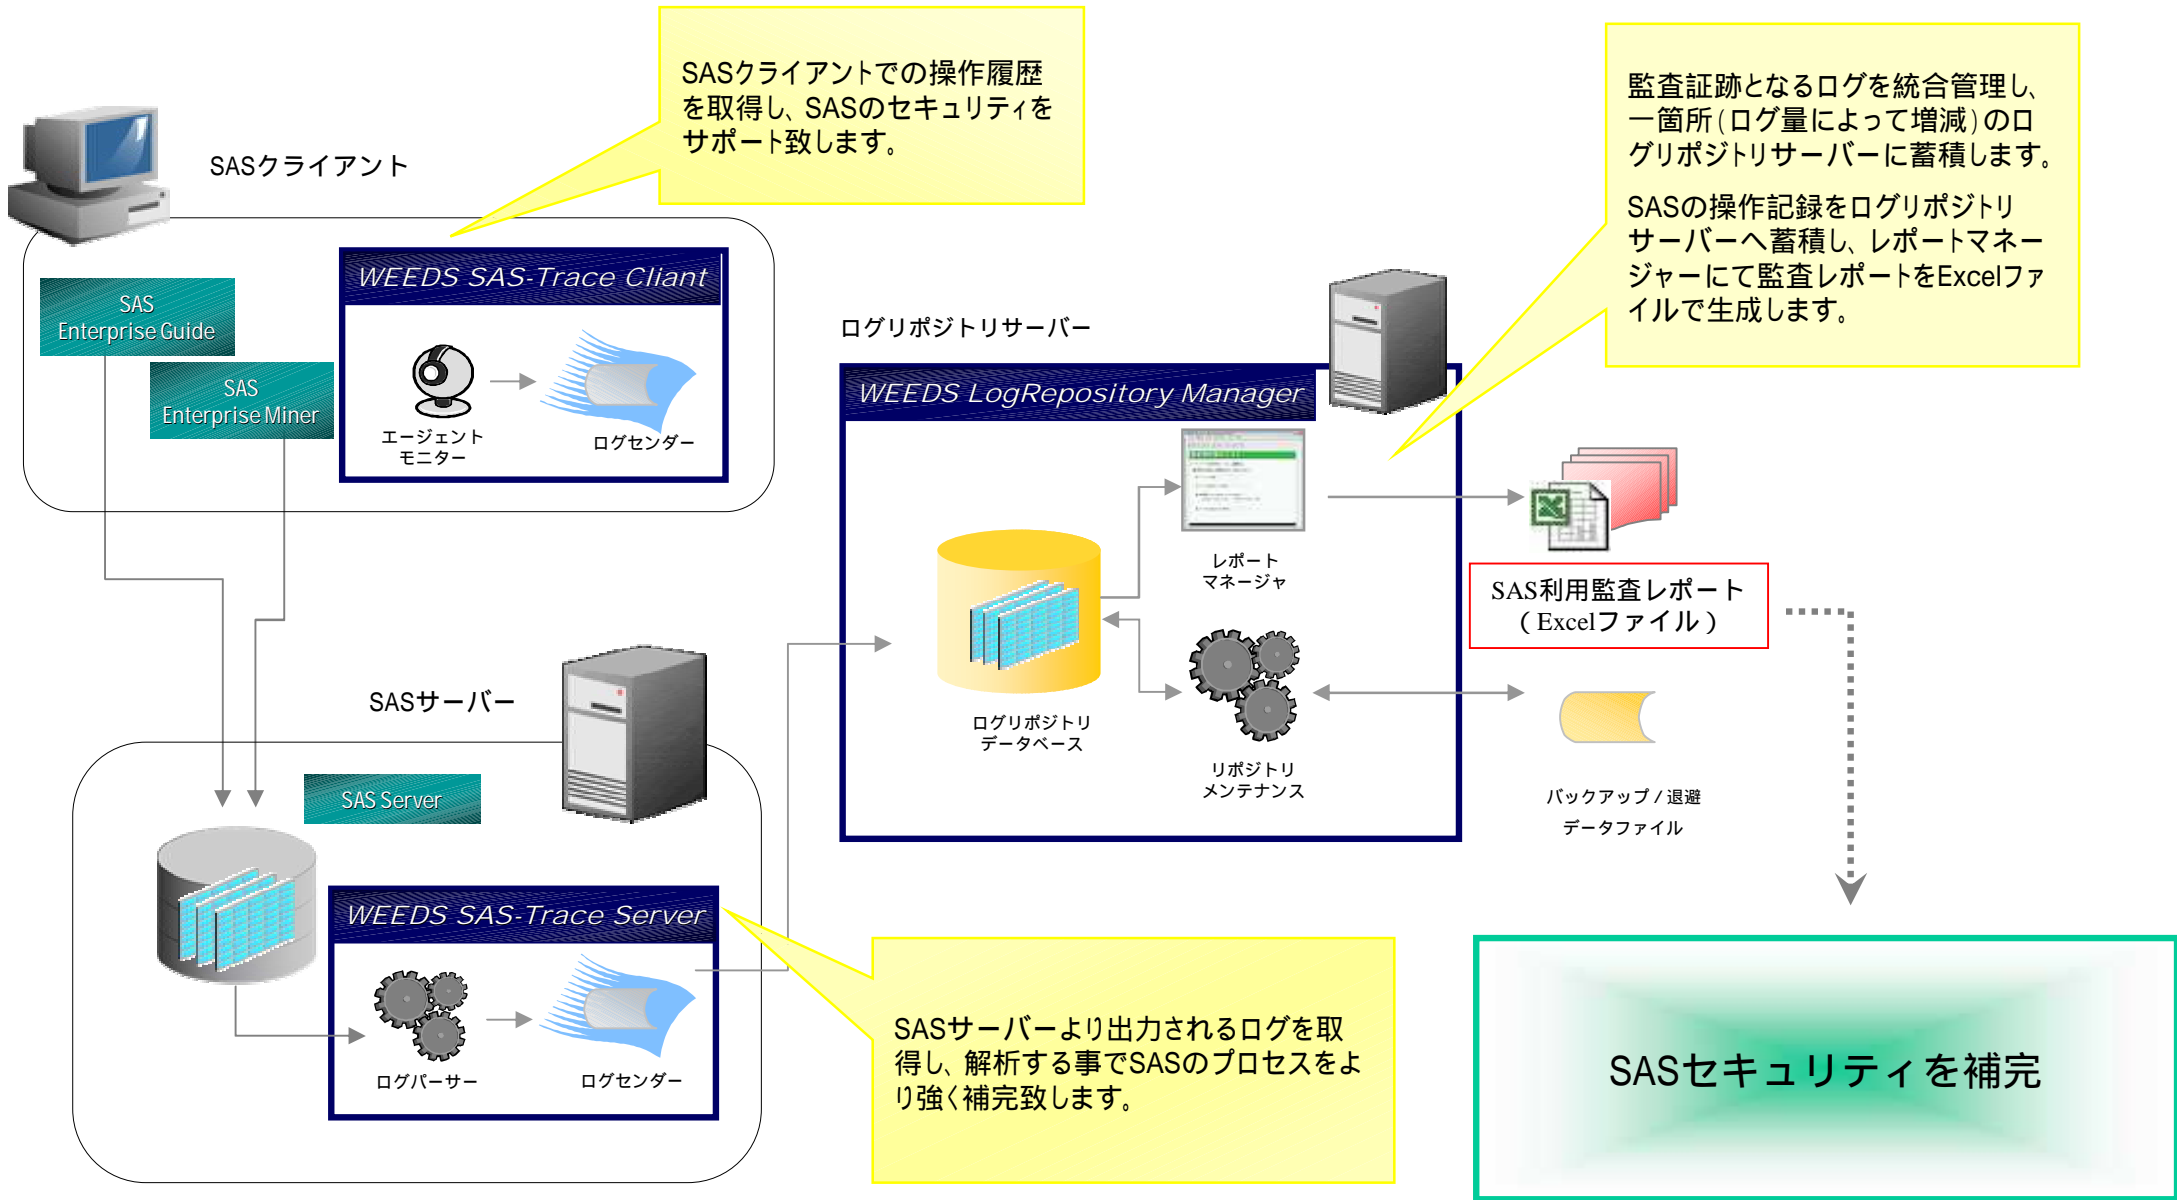 SASクライアントでの操作履歴
を取得し、SASのセキュリティを
サポート致します。
監査証跡となるログを統合管理し、
一箇所(ログ量によって増減)のロ
グリポジトリサーバーに蓄積します。
SASの操作記録をログリポジトリ
サーバーへ蓄積し、レポートマネー
ジャーにて監査レポートをExcelファ
イルで生成します。
SASクライアント
WEEDS SAS-Trace Cliant
SAS
Enterprise Guide
SAS
Enterprise Miner
エージェント
モニター
ログセンダー
ログリポジトリサーバー
WEEDS LogRepository Manager
レポート
マネージャ
ログリポジトリ
データベース
リポジトリ
メンテナンス
SAS利用監査レポート
(Excelファイル)
バックアップ / 退避
データファイル
SASサーバー
SAS Server
WEEDS SAS-Trace Server
ログパーサー
ログセンダー
SASサーバーより出力されるログを取
得し、解析する事でSASのプロセスをよ
り強く補完致します。
SASセキュリティを補完